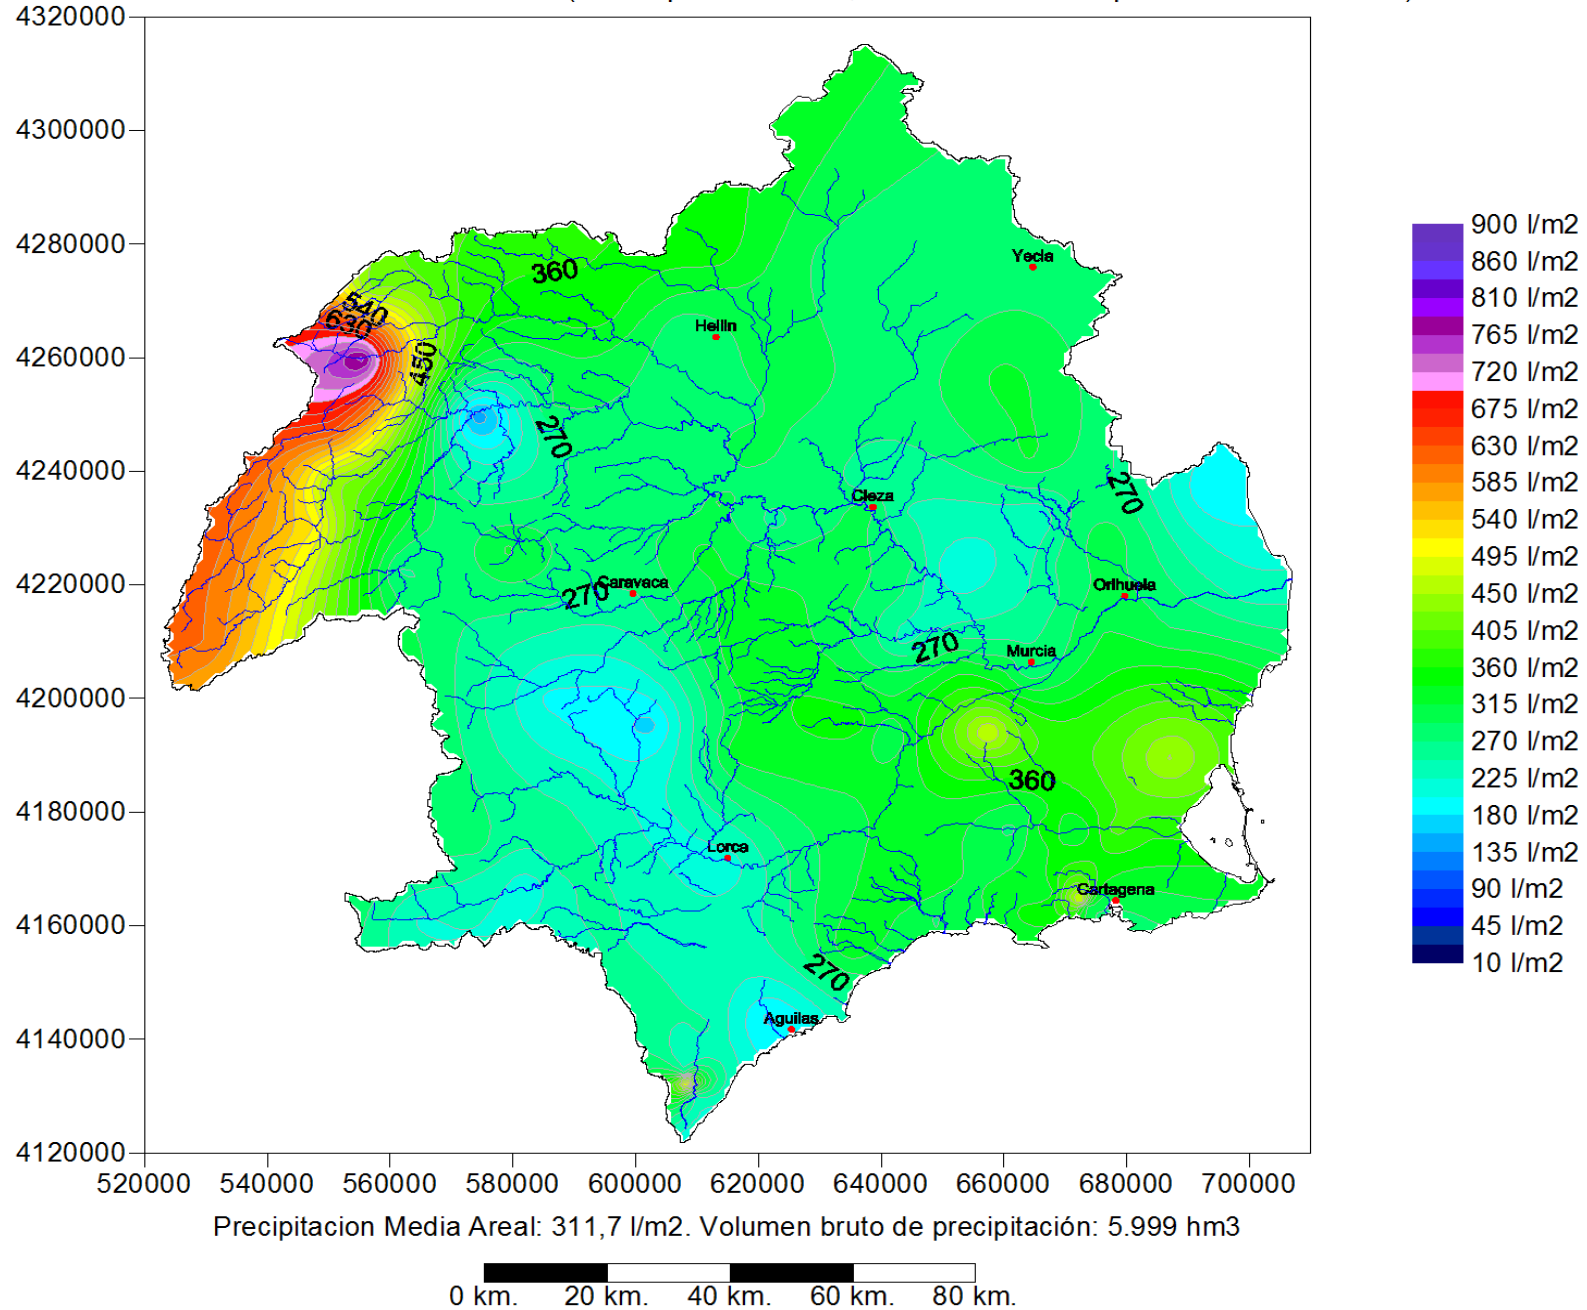 4320000
4300000
4280000
4260000
4240000
4220000
4200000
4180000
4160000
4140000
4120000
520000 540000 560000 580000 600000 620000 640000 660000 680000 700000
360
540
630
450
270
270
270
270
360
270
Yecla
Hellin
Cieza
Caravaca
Orihuela
Murcia
Lorca
Cartagena
Aguilas
900 l/m2
860 l/m2
810 l/m2
765 l/m2
720 l/m2
675 l/m2
630 l/m2
585 l/m2
540 l/m2
495 l/m2
450 l/m2
405 l/m2
360 l/m2
315 l/m2
270 l/m2
225 l/m2
180 l/m2
135 l/m2
90 l/m2
45 l/m2
10 l/m2
Precipitacion Media Areal: 311,7 l/m2. Volumen bruto de precipitación: 5.999 hm3
0 km. 20 km. 40 km. 60 km. 80 km.